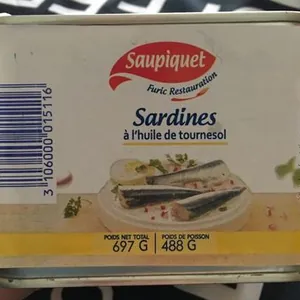 Saupiquet
Furic Restauration
Sardines
à l'huile de tournesol
3 106000 015116
POIDS NET TOTAL
697 G
POIDS DE POISSON
488 G